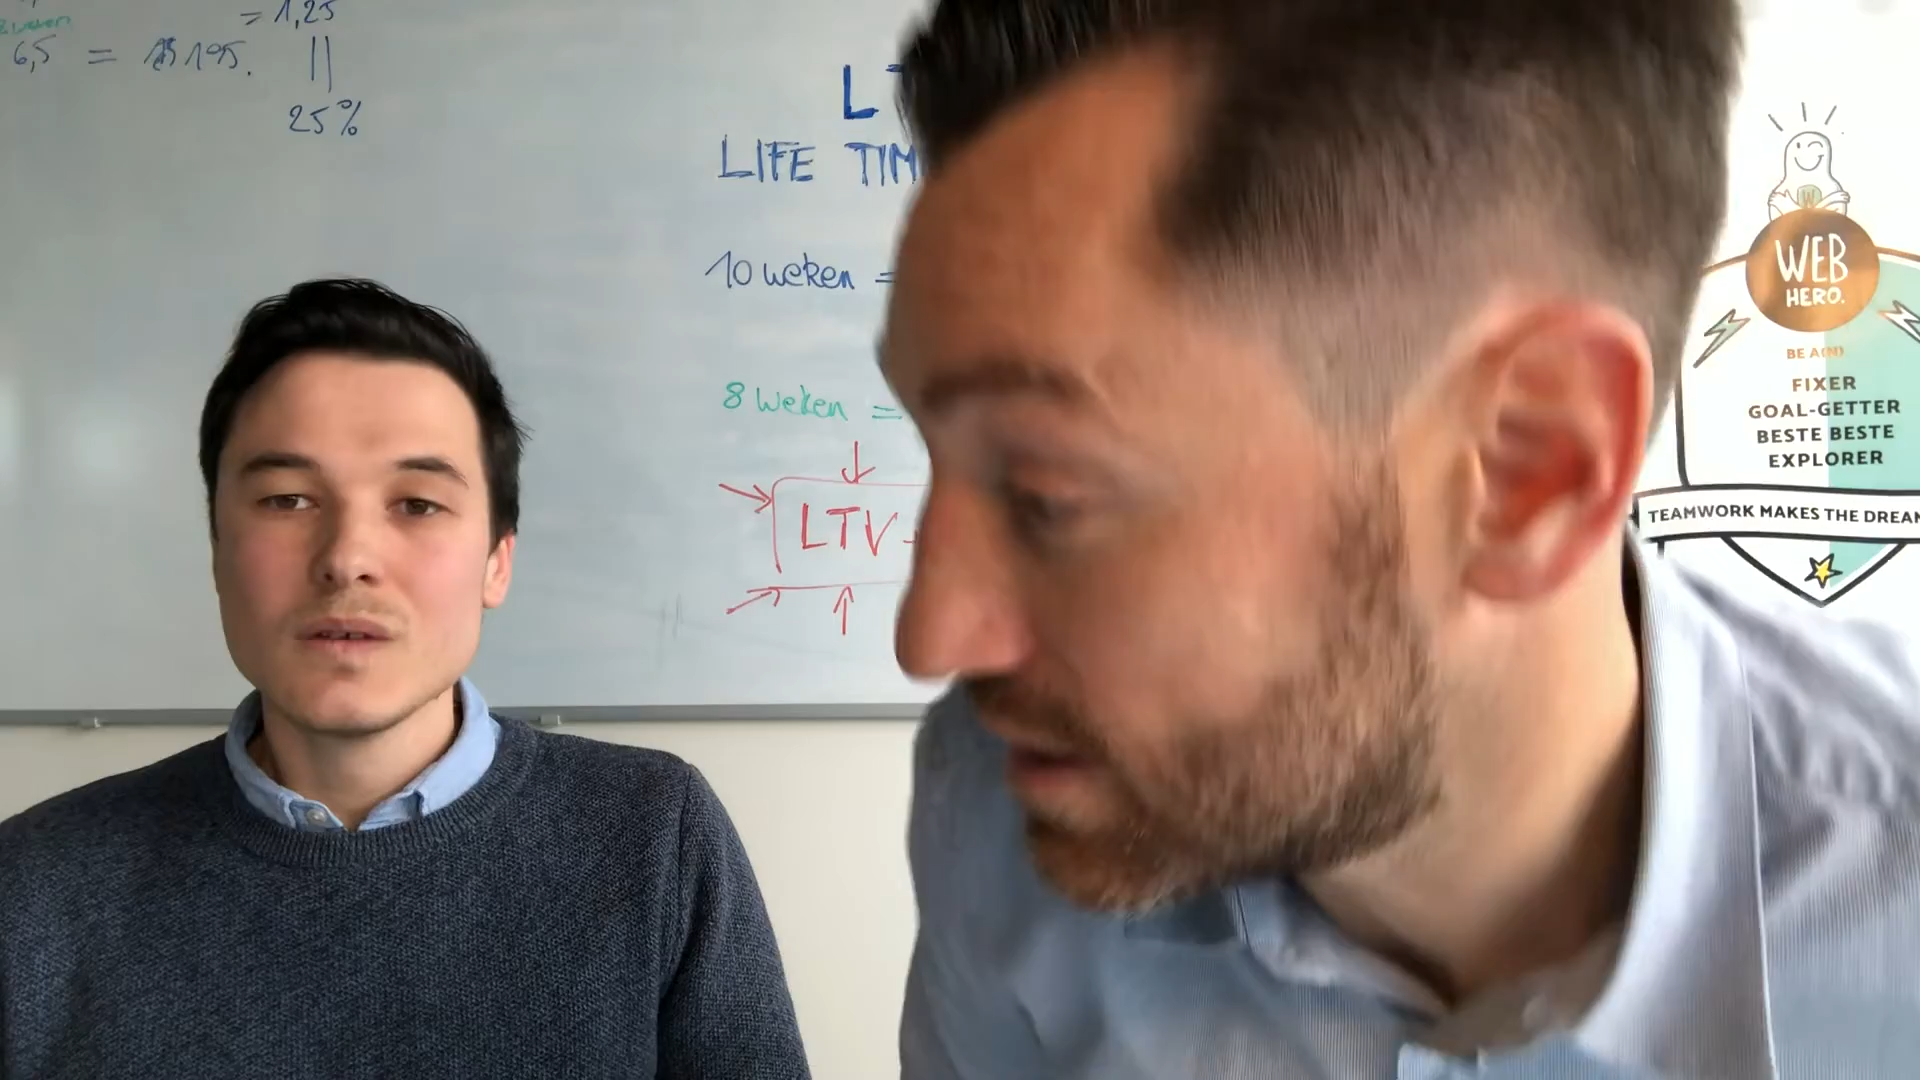 = 1,25
6,5 = 195.
25%
L
LIFE TIM
10 weken =
8 weken =
LTV
W
WEB
HERO.
BE A(N)
FIXER
GOAL-GETTER
BESTE BESTE
EXPLORER
TEAMWORK MAKES THE DREAM